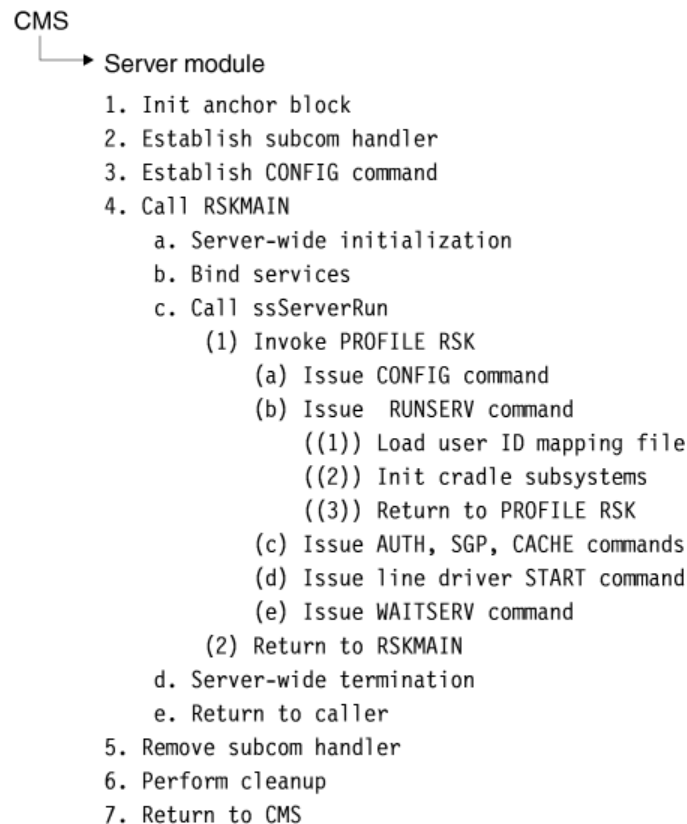 CMS
Server module
1. Init anchor block
2. Establish subcom handler
3. Establish CONFIG command
4. Call RSKMAIN
a. Server-wide initialization
b. Bind services
c. Call ssServerRun
(1) Invoke PROFILE RSK
(a) Issue CONFIG command
(b) Issue RUNSERV command
((1)) Load user ID mapping file
((2)) Init cradle subsystems
((3)) Return to PROFILE RSK
(c) Issue AUTH, SGP, CACHE commands
(d) Issue line driver START command
(e) Issue WAITSERV command
(2) Return to RSKMAIN
d. Server-wide termination
e. Return to caller
5. Remove subcom handler
6. Perform cleanup
7. Return to CMS